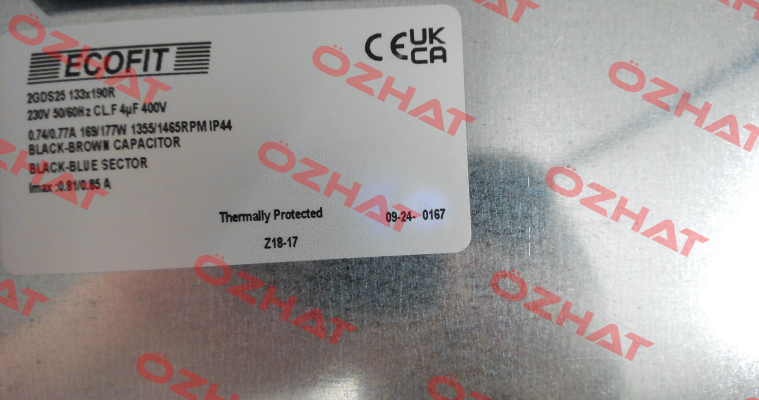 ECOFIT
CE UK CA
2GDS25 133x190R
230V 50/60Hz CL.F 4µF 400V
0.74/0.77A 169/177W 1355/1465RPM IP44
BLACK-BROWN CAPACITOR
BLACK-BLUE SECTOR
Imax :0.81/0.85 A
Thermally Protected 09-24- 0167
Z18-17
ÖZHAT
ÖZHAT
ÖZHAT
ÖZHAT
ÖZHAT
ÖZHAT
ÖZHAT
ÖZHAT
ÖZHAT
ÖZHAT